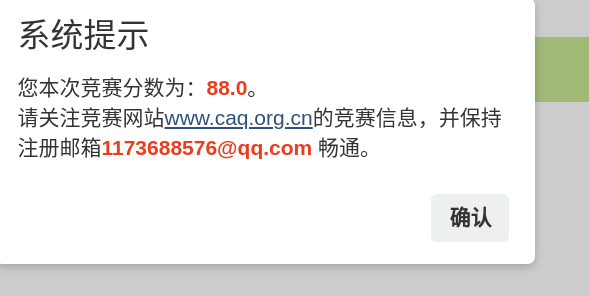 系统提示
您本次竞赛分数为：88.0。
请关注竞赛网站www.caq.org.cn的竞赛信息，并保持
注册邮箱1173688576@qq.com 畅通。
确认